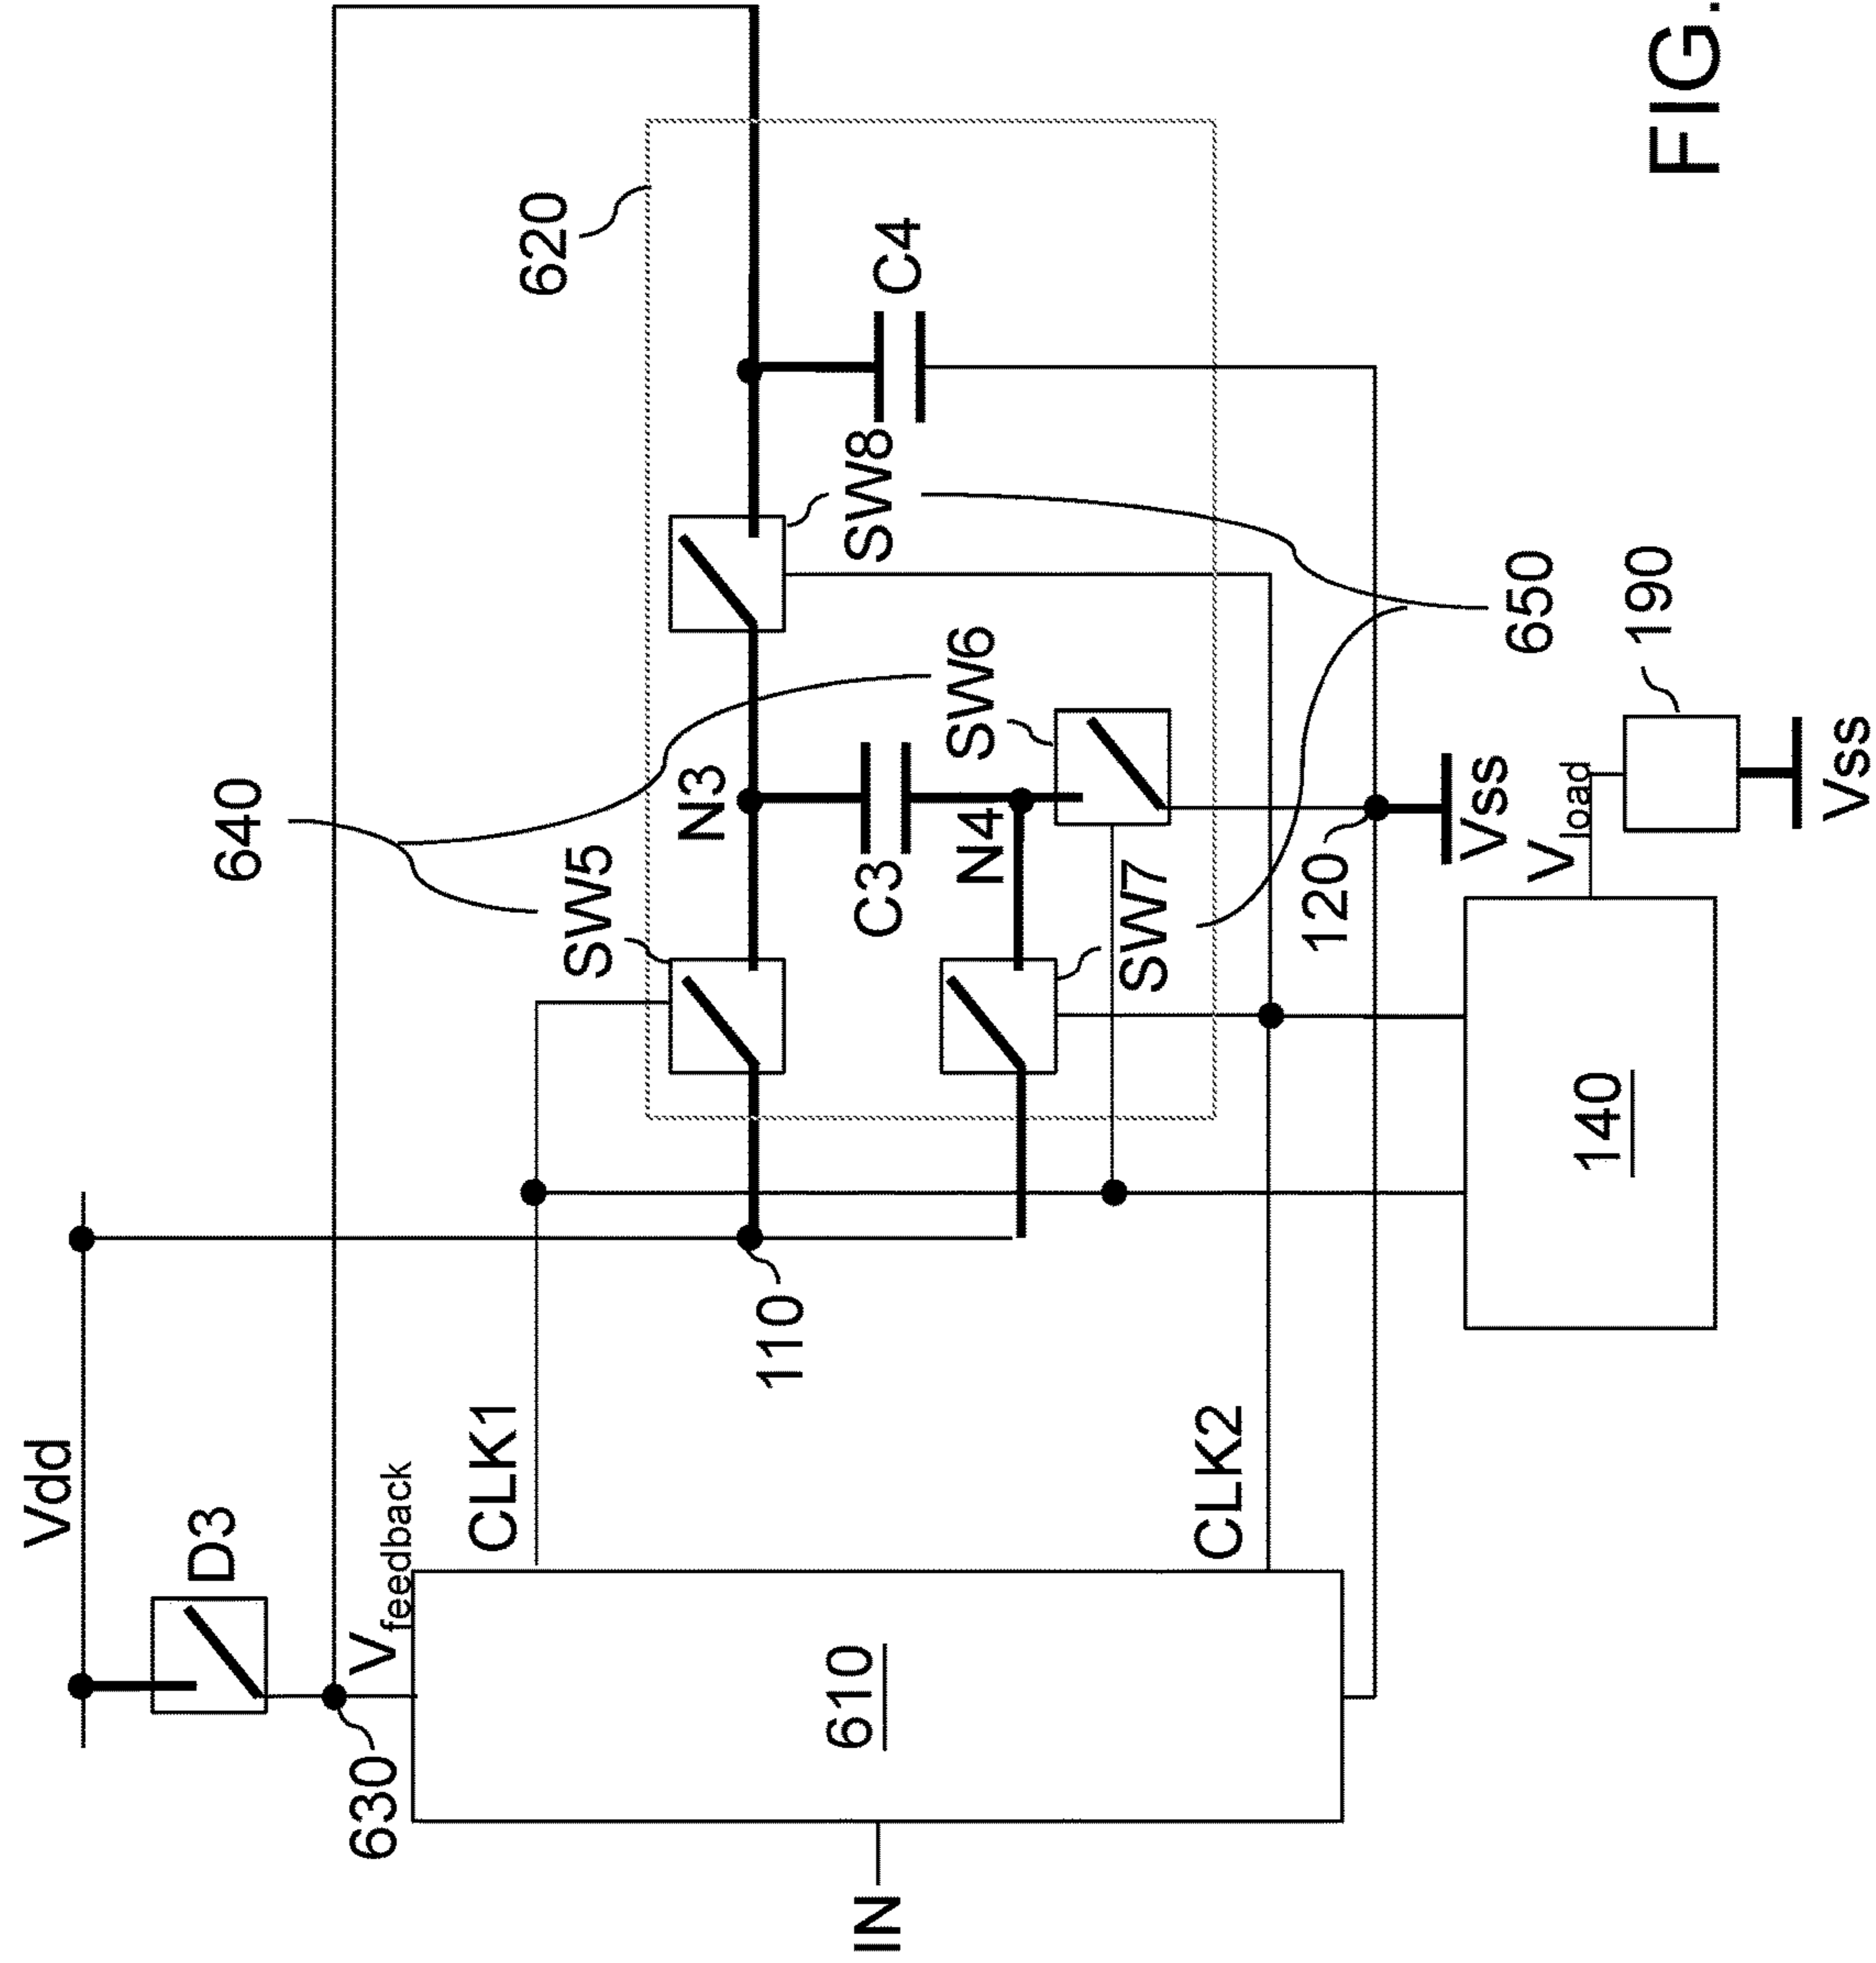 Vdd
D3
630
Vfeedback
IN
610
CLK1
CLK2
110
640
SW5
N3
C3
N4
SW6
SW7
SW8
C4
620
650
120
Vss
140
Vload
190
Vss
FIG.